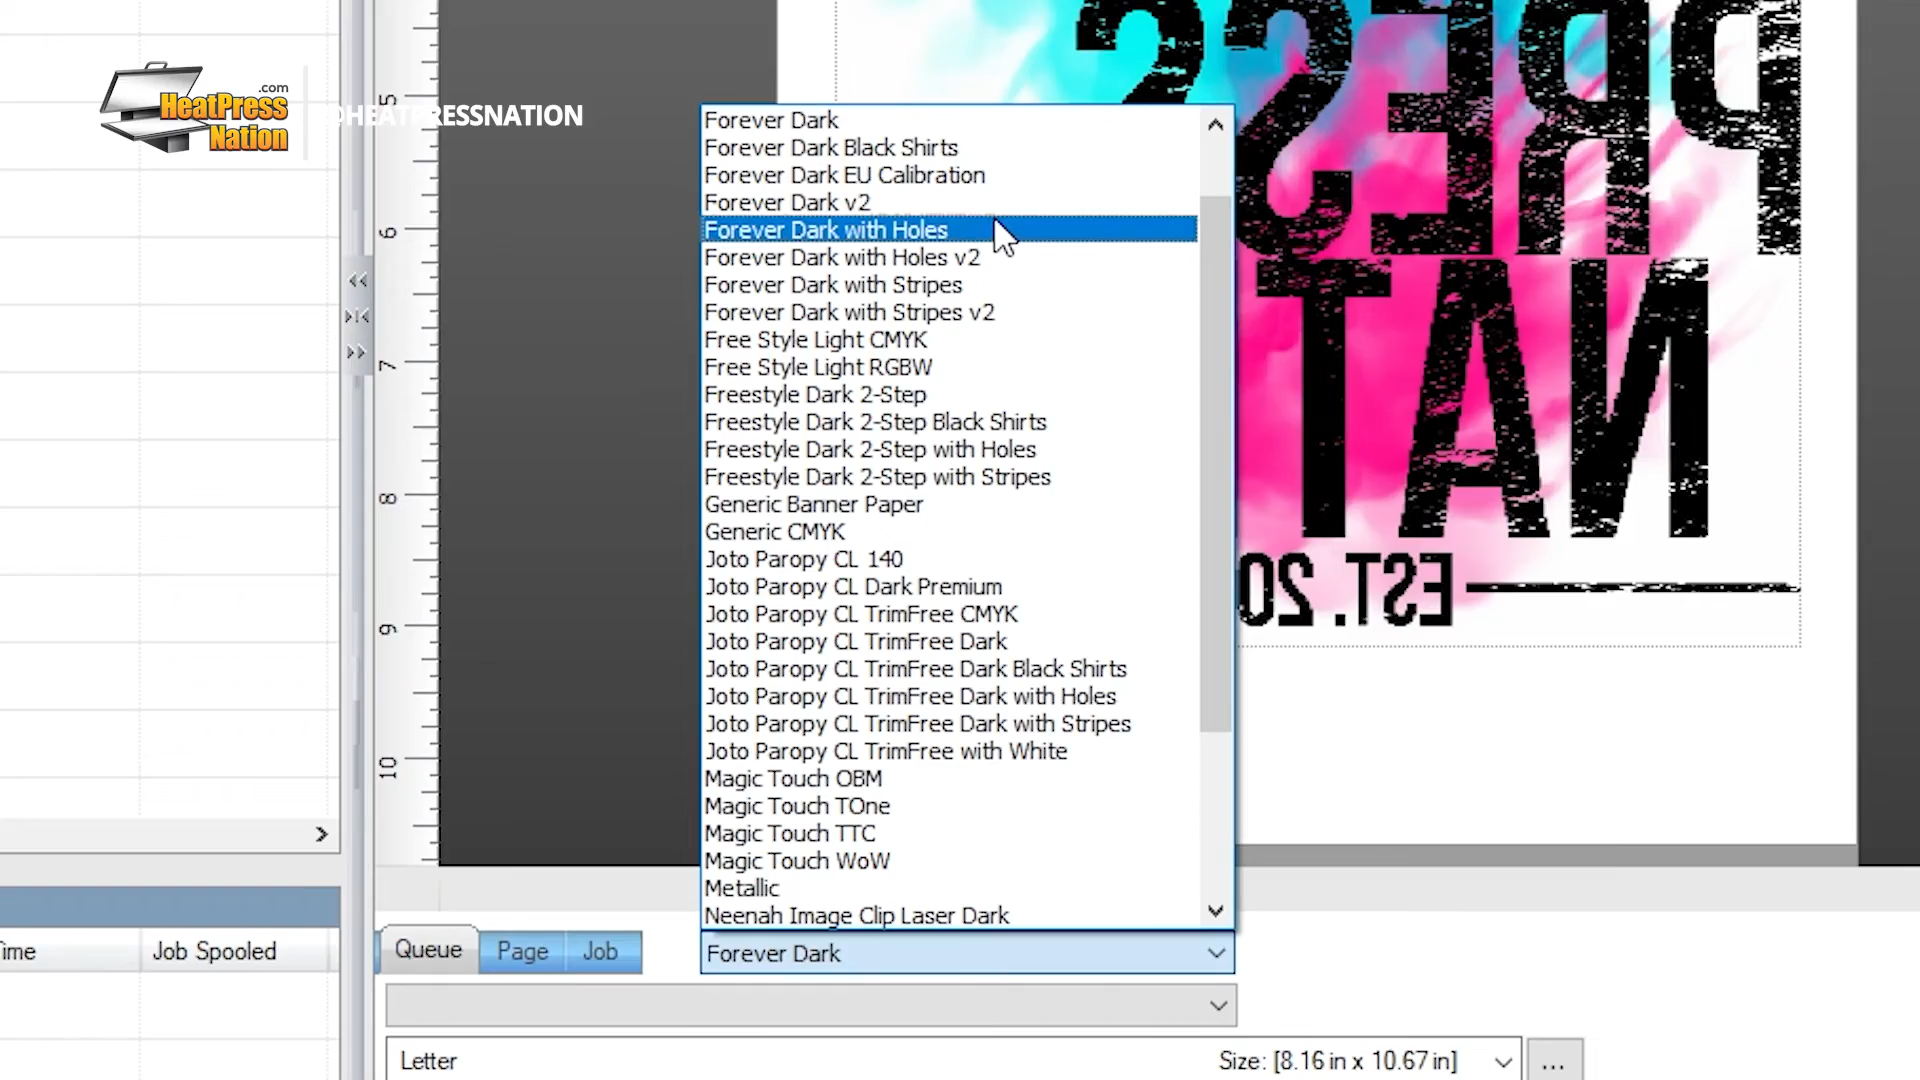 .com
HeatPress
Nation
@HEATPRESSNATION
PRESS
NAT
EST. 20
5
6
7
8
9
10
Forever Dark
Forever Dark Black Shirts
Forever Dark EU Calibration
Forever Dark v2
Forever Dark with Holes
Forever Dark with Holes v2
Forever Dark with Stripes
Forever Dark with Stripes v2
Free Style Light CMYK
Free Style Light RGBW
Freestyle Dark 2-Step
Freestyle Dark 2-Step Black Shirts
Freestyle Dark 2-Step with Holes
Freestyle Dark 2-Step with Stripes
Generic Banner Paper
Generic CMYK
Joto Paropy CL 140
Joto Paropy CL Dark Premium
Joto Paropy CL TrimFree CMYK
Joto Paropy CL TrimFree Dark
Joto Paropy CL TrimFree Dark Black Shirts
Joto Paropy CL TrimFree Dark with Holes
Joto Paropy CL TrimFree Dark with Stripes
Joto Paropy CL TrimFree with White
Magic Touch OBM
Magic Touch TOne
Magic Touch TTC
Magic Touch WoW
Metallic
Neenah Image Clip Laser Dark
ime
Job Spooled
Queue
Page
Job
Forever Dark
Letter
Size: [8.16 in x 10.67 in]
...